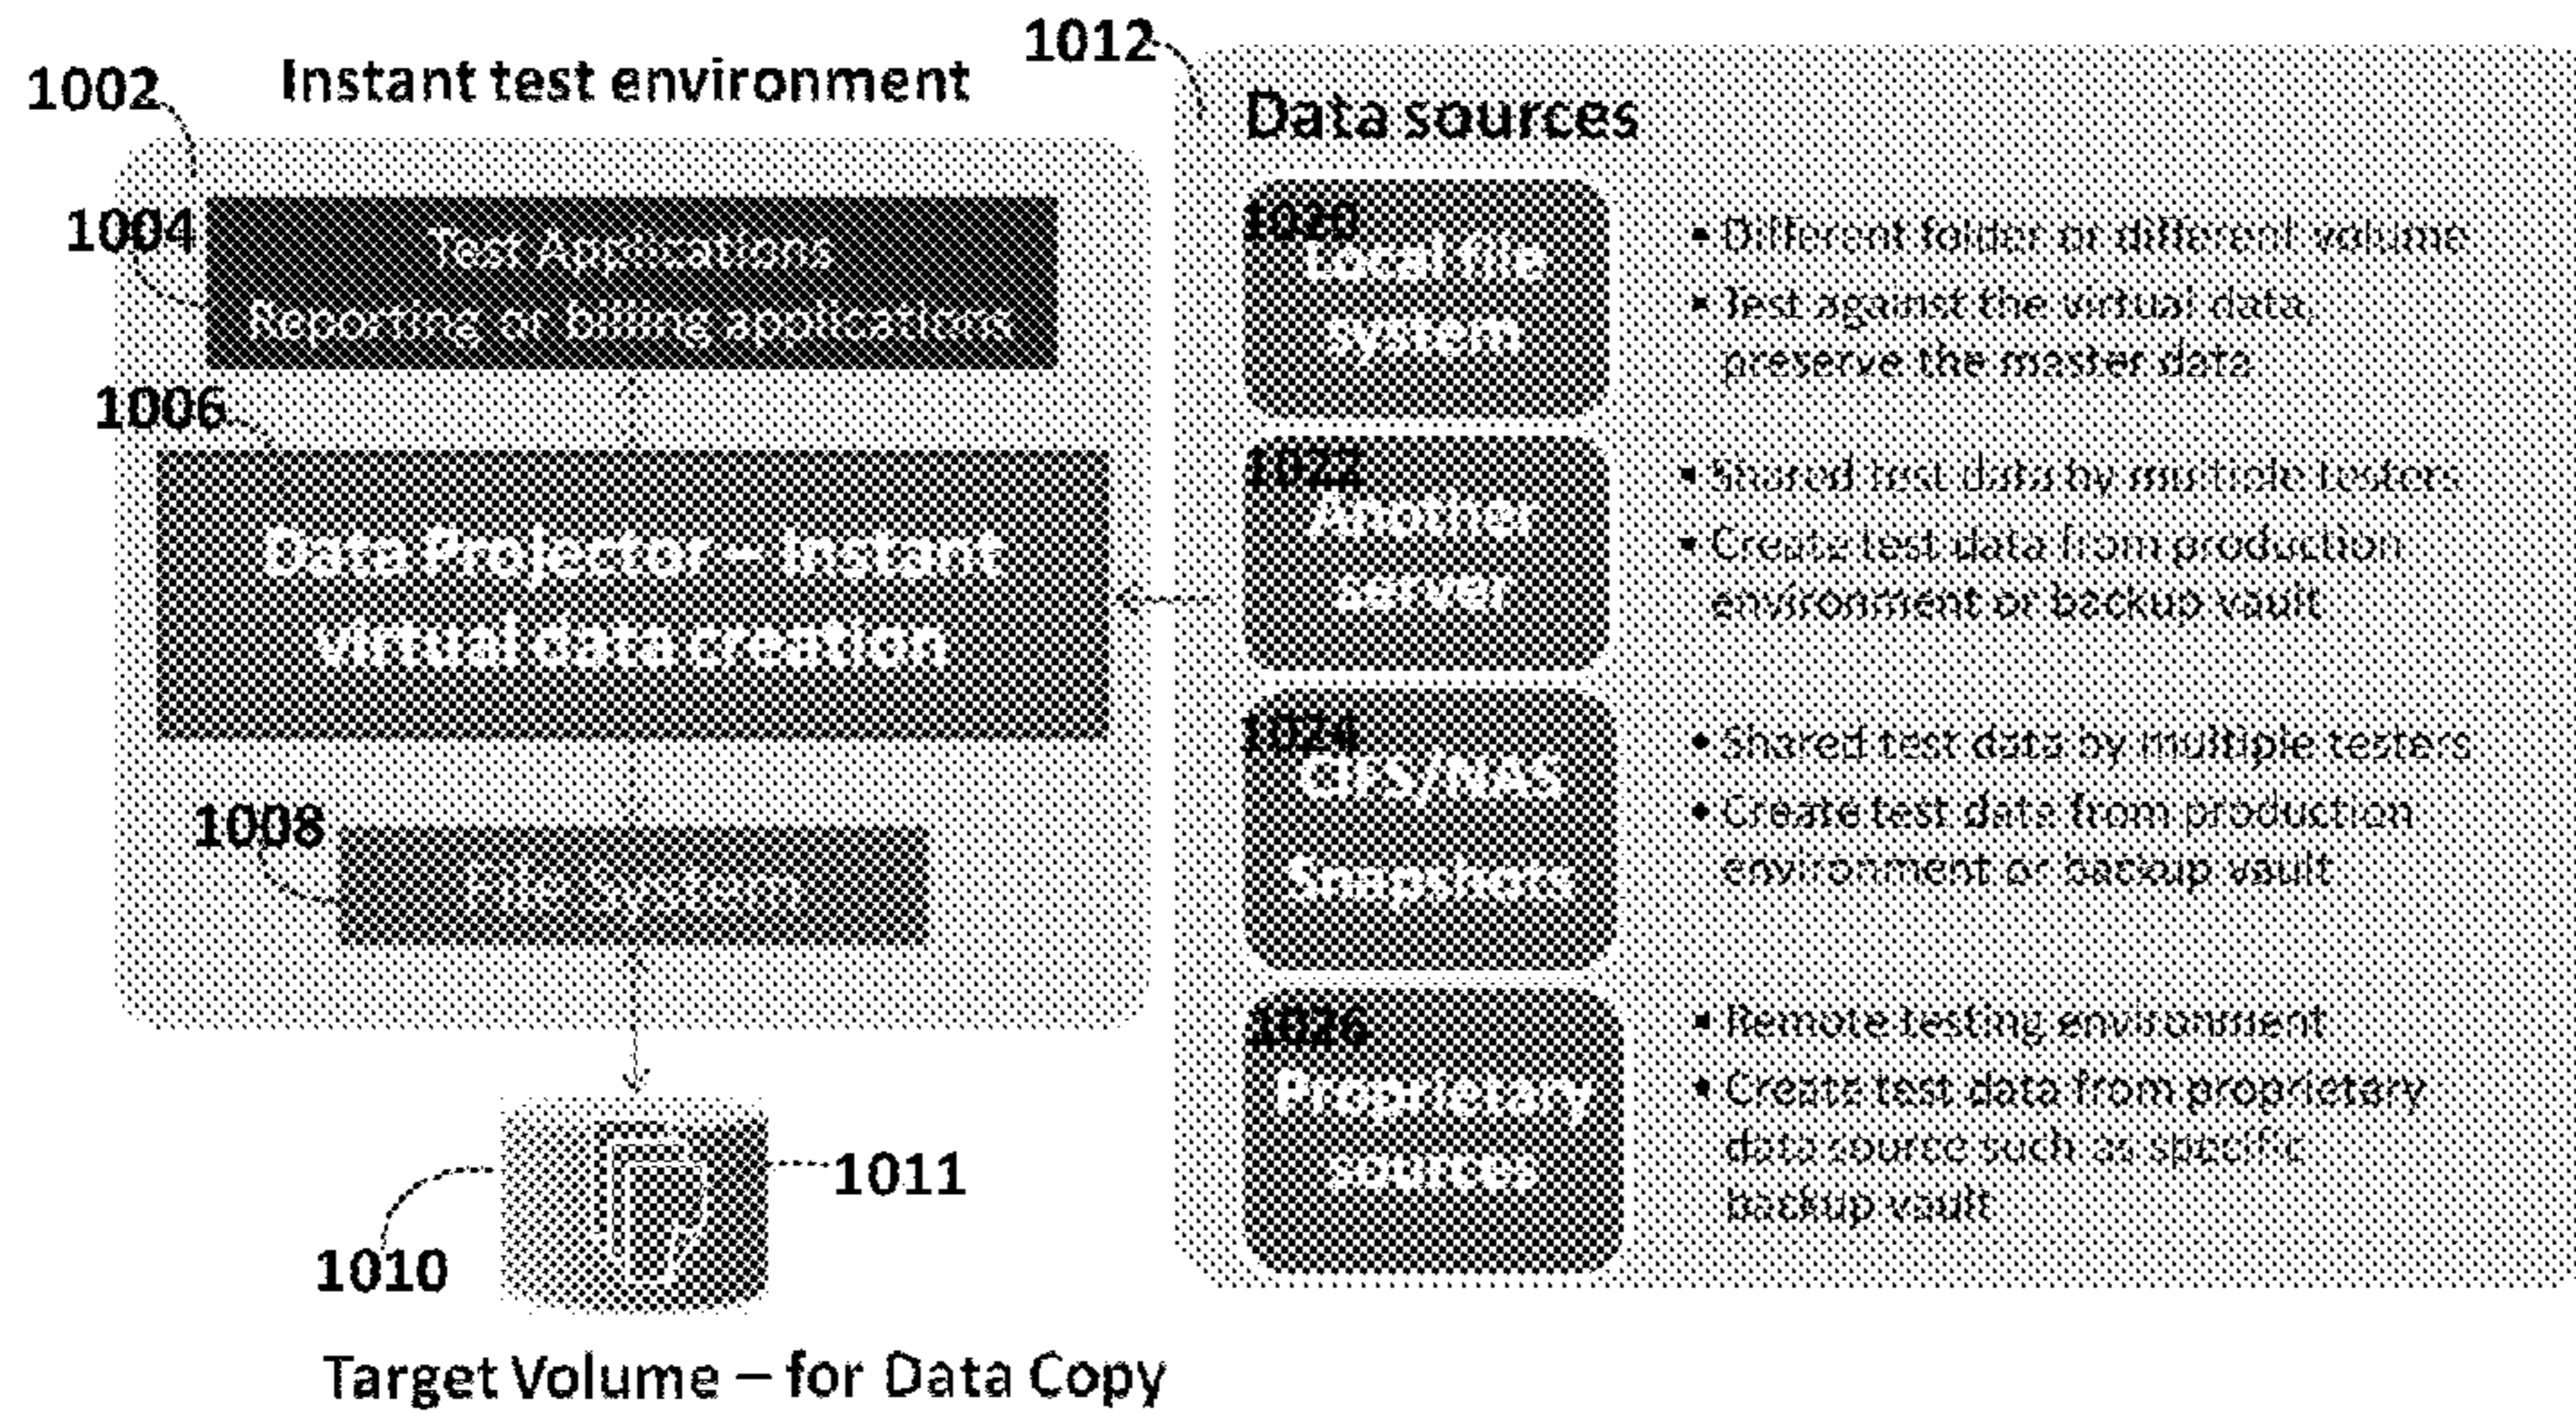 1002
Instant test environment
1004
Test Applications
Reporting or billing applications
1006
Data Projector – Instant
virtual data creation
1008
File System
1010
1011
Target Volume – for Data Copy
1012
Data sources
1020
Local file
system
• Different folder or different volume
• Test against the virtual data,
preserve the master data
1022
Another
server
• Shared test data by multiple testers
• Create test data from production
environment or backup vault
1024
CIFS/NAS
Snapshots
• Shared test data by multiple testers
• Create test data from production
environment or backup vault
1026
Proprietary
sources
• Remote testing environment
• Create test data from proprietary
data source such as specific
backup vault